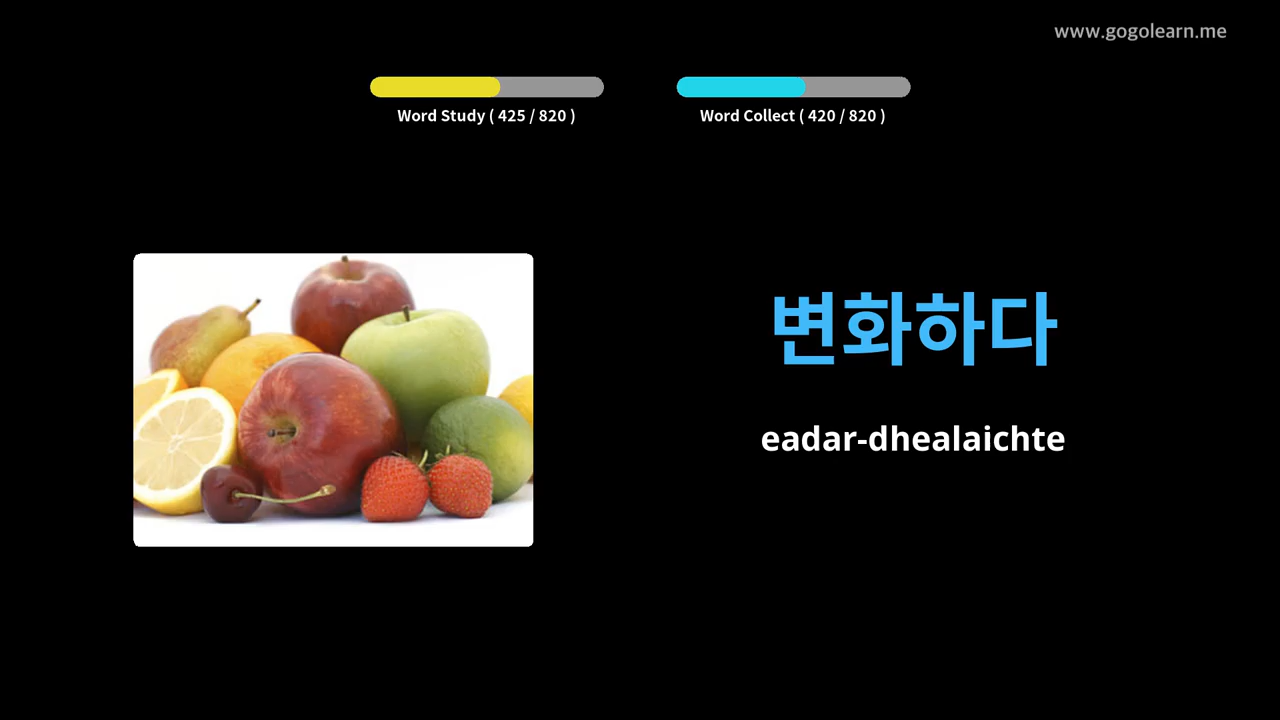 www.gogolearn.me
Word Study ( 425 / 820 )
Word Collect ( 420 / 820 )
변화하다
eadar-dhealaichte